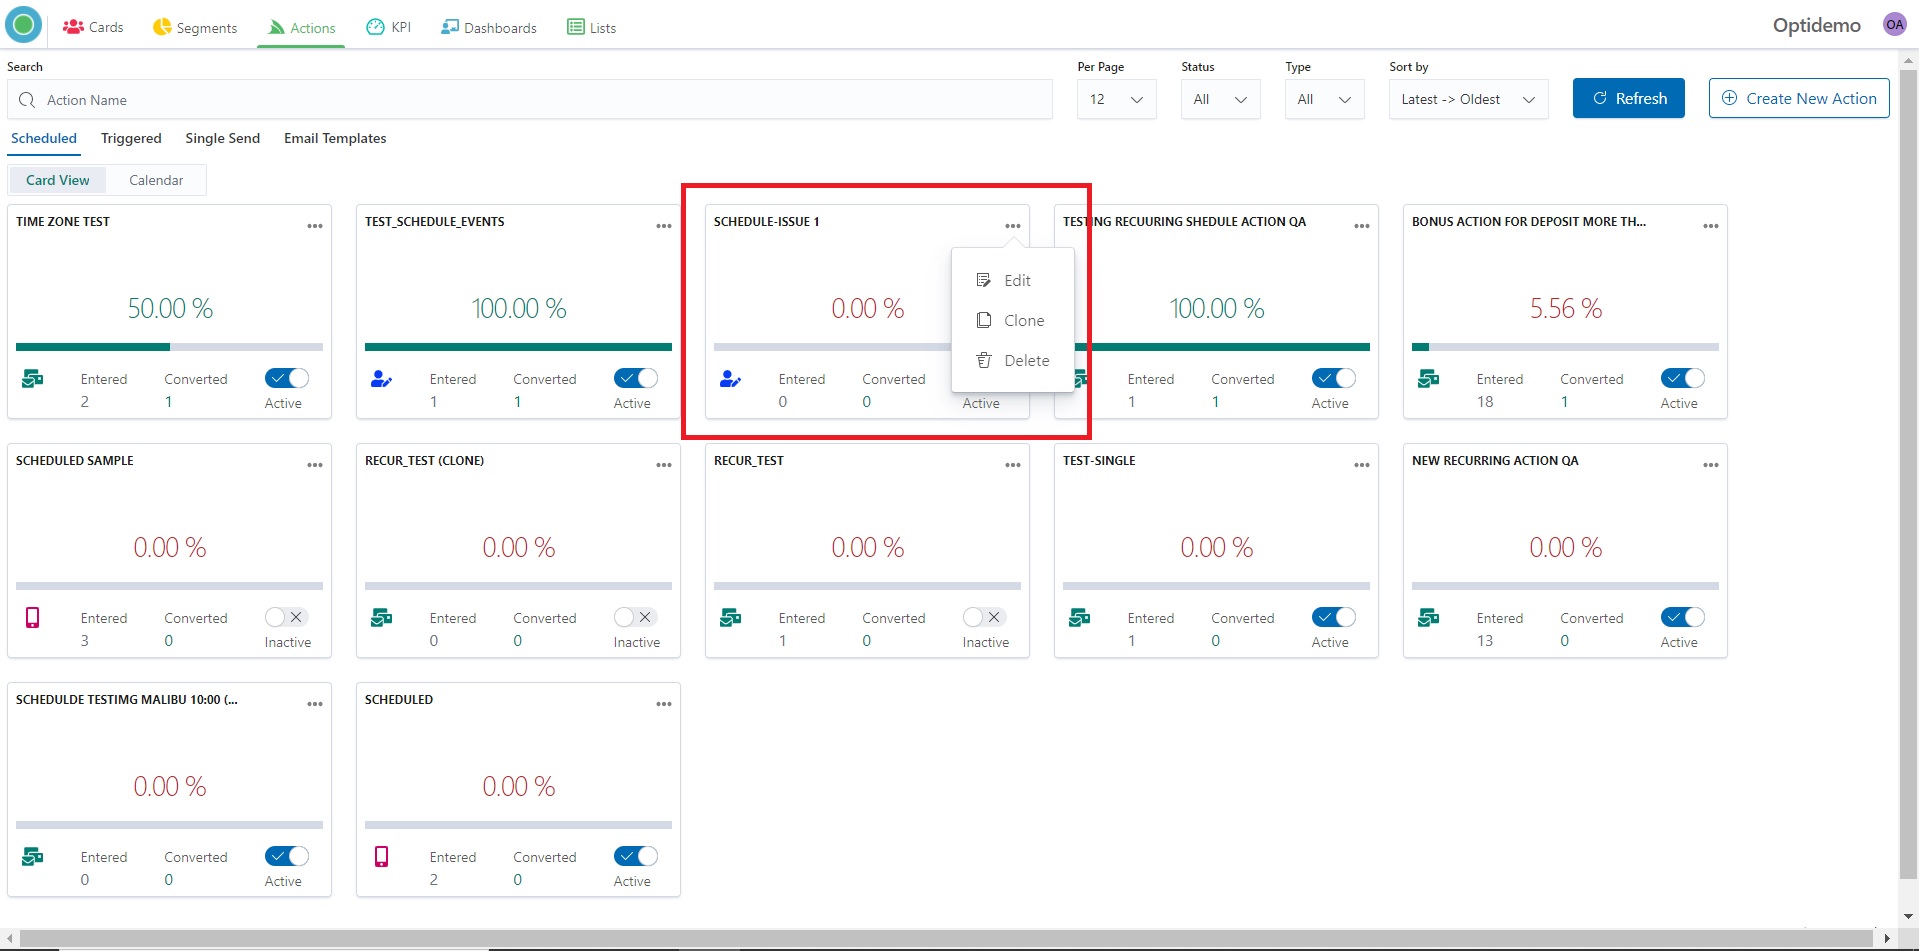 Cards
Segments
Actions
KPI
Dashboards
Lists
Optidemo
OA
Search
Action Name
Per Page
12
Status
All
Type
All
Sort by
Latest -> Oldest
Refresh
Create New Action
Scheduled
Triggered
Single Send
Email Templates
Card View
Calendar
TIME ZONE TEST
50.00 %
Entered
2
Converted
1
Active
TEST_SCHEDULE_EVENTS
100.00 %
Entered
1
Converted
1
Active
SCHEDULE-ISSUE 1
0.00 %
Entered
0
Converted
0
Active
Edit
Clone
Delete
TESTING RECUURING SHEDULE ACTION QA
100.00 %
Entered
1
Converted
1
Active
BONUS ACTION FOR DEPOSIT MORE TH...
5.56 %
Entered
18
Converted
1
Active
SCHEDULED SAMPLE
0.00 %
Entered
3
Converted
0
Inactive
RECUR_TEST (CLONE)
0.00 %
Entered
0
Converted
0
Inactive
RECUR_TEST
0.00 %
Entered
1
Converted
0
Inactive
TEST-SINGLE
0.00 %
Entered
1
Converted
0
Active
NEW RECURRING ACTION QA
0.00 %
Entered
13
Converted
0
Active
SCHEDULDE TESTIMG MALIBU 10:00 (...
0.00 %
Entered
0
Converted
0
Active
SCHEDULED
0.00 %
Entered
2
Converted
0
Active